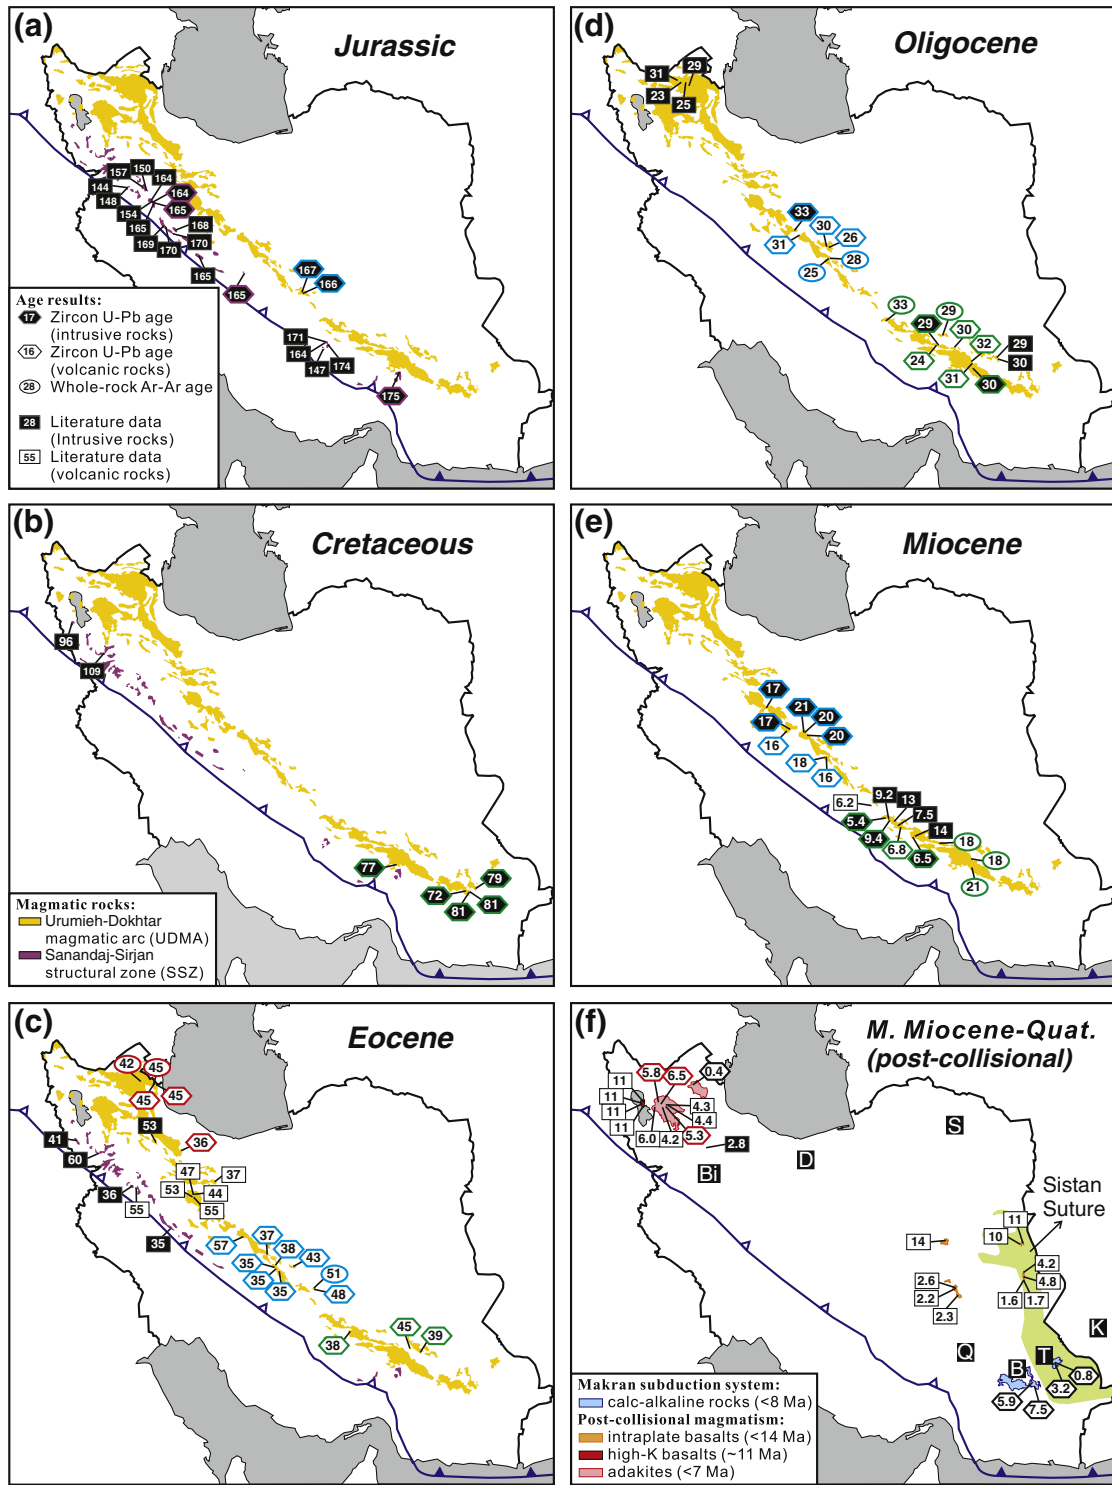 (a)
Jurassic
150
157
164
144
164
148
165
154
168
165
169
170
170
165
167
166
165
171
164
147
174
175
Age results:
17 Zircon U-Pb age
(intrusive rocks)
16 Zircon U-Pb age
(volcanic rocks)
28 Whole-rock Ar-Ar age
28 Literature data
(Intrusive rocks)
55 Literature data
(volcanic rocks)
(b)
Cretaceous
96
109
77
79
72
81
81
Magmatic rocks:
Urumieh-Dokhtar
magmatic arc (UDMA)
Sanandaj-Sirjan
structural zone (SSZ)
(c)
Eocene
42
45
45
45
53
41
36
60
47
37
53
44
36
55
55
35
57
37
38
43
35
51
35
35
48
45
39
38
(d)
Oligocene
29
31
23
25
33
30
26
31
28
25
33
29
29
30
32
29
24
30
31
30
(e)
Miocene
17
21
20
17
20
16
18
16
9.2
13
6.2
7.5
5.4
14
9.4
18
6.8
6.5
18
21
(f)
M. Miocene-Quat.
(post-collisional)
5.8
6.5
0.4
11
11
4.3
11
4.4
11
6.0
4.2
5.3
2.8
Bi
D
S
Sistan
Suture
11
10
14
4.2
4.8
2.6
2.2
1.6
1.7
2.3
K
Q
T
B
0.8
3.2
5.9
7.5
Makran subduction system:
calc-alkaline rocks (<8 Ma)
Post-collisional magmatism:
intraplate basalts (<14 Ma)
high-K basalts (~11 Ma)
adakites (<7 Ma)